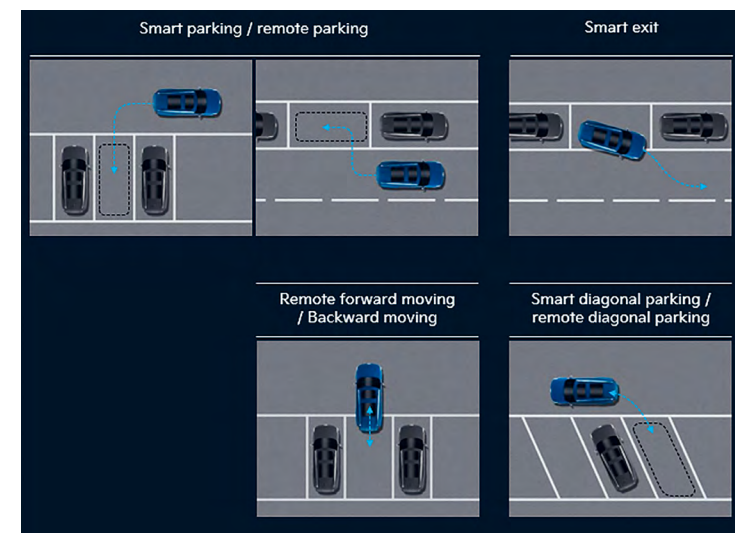 Smart parking / remote parking
Smart exit
Remote forward moving
/ Backward moving
Smart diagonal parking /
remote diagonal parking